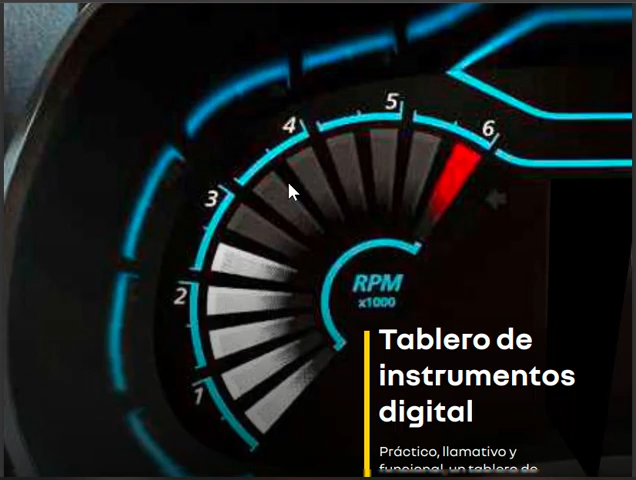 5
4
6
3
2
1
RPM
x1000
Tablero de
instrumentos
digital
Práctico, llamativo y
funcional, un tablero de